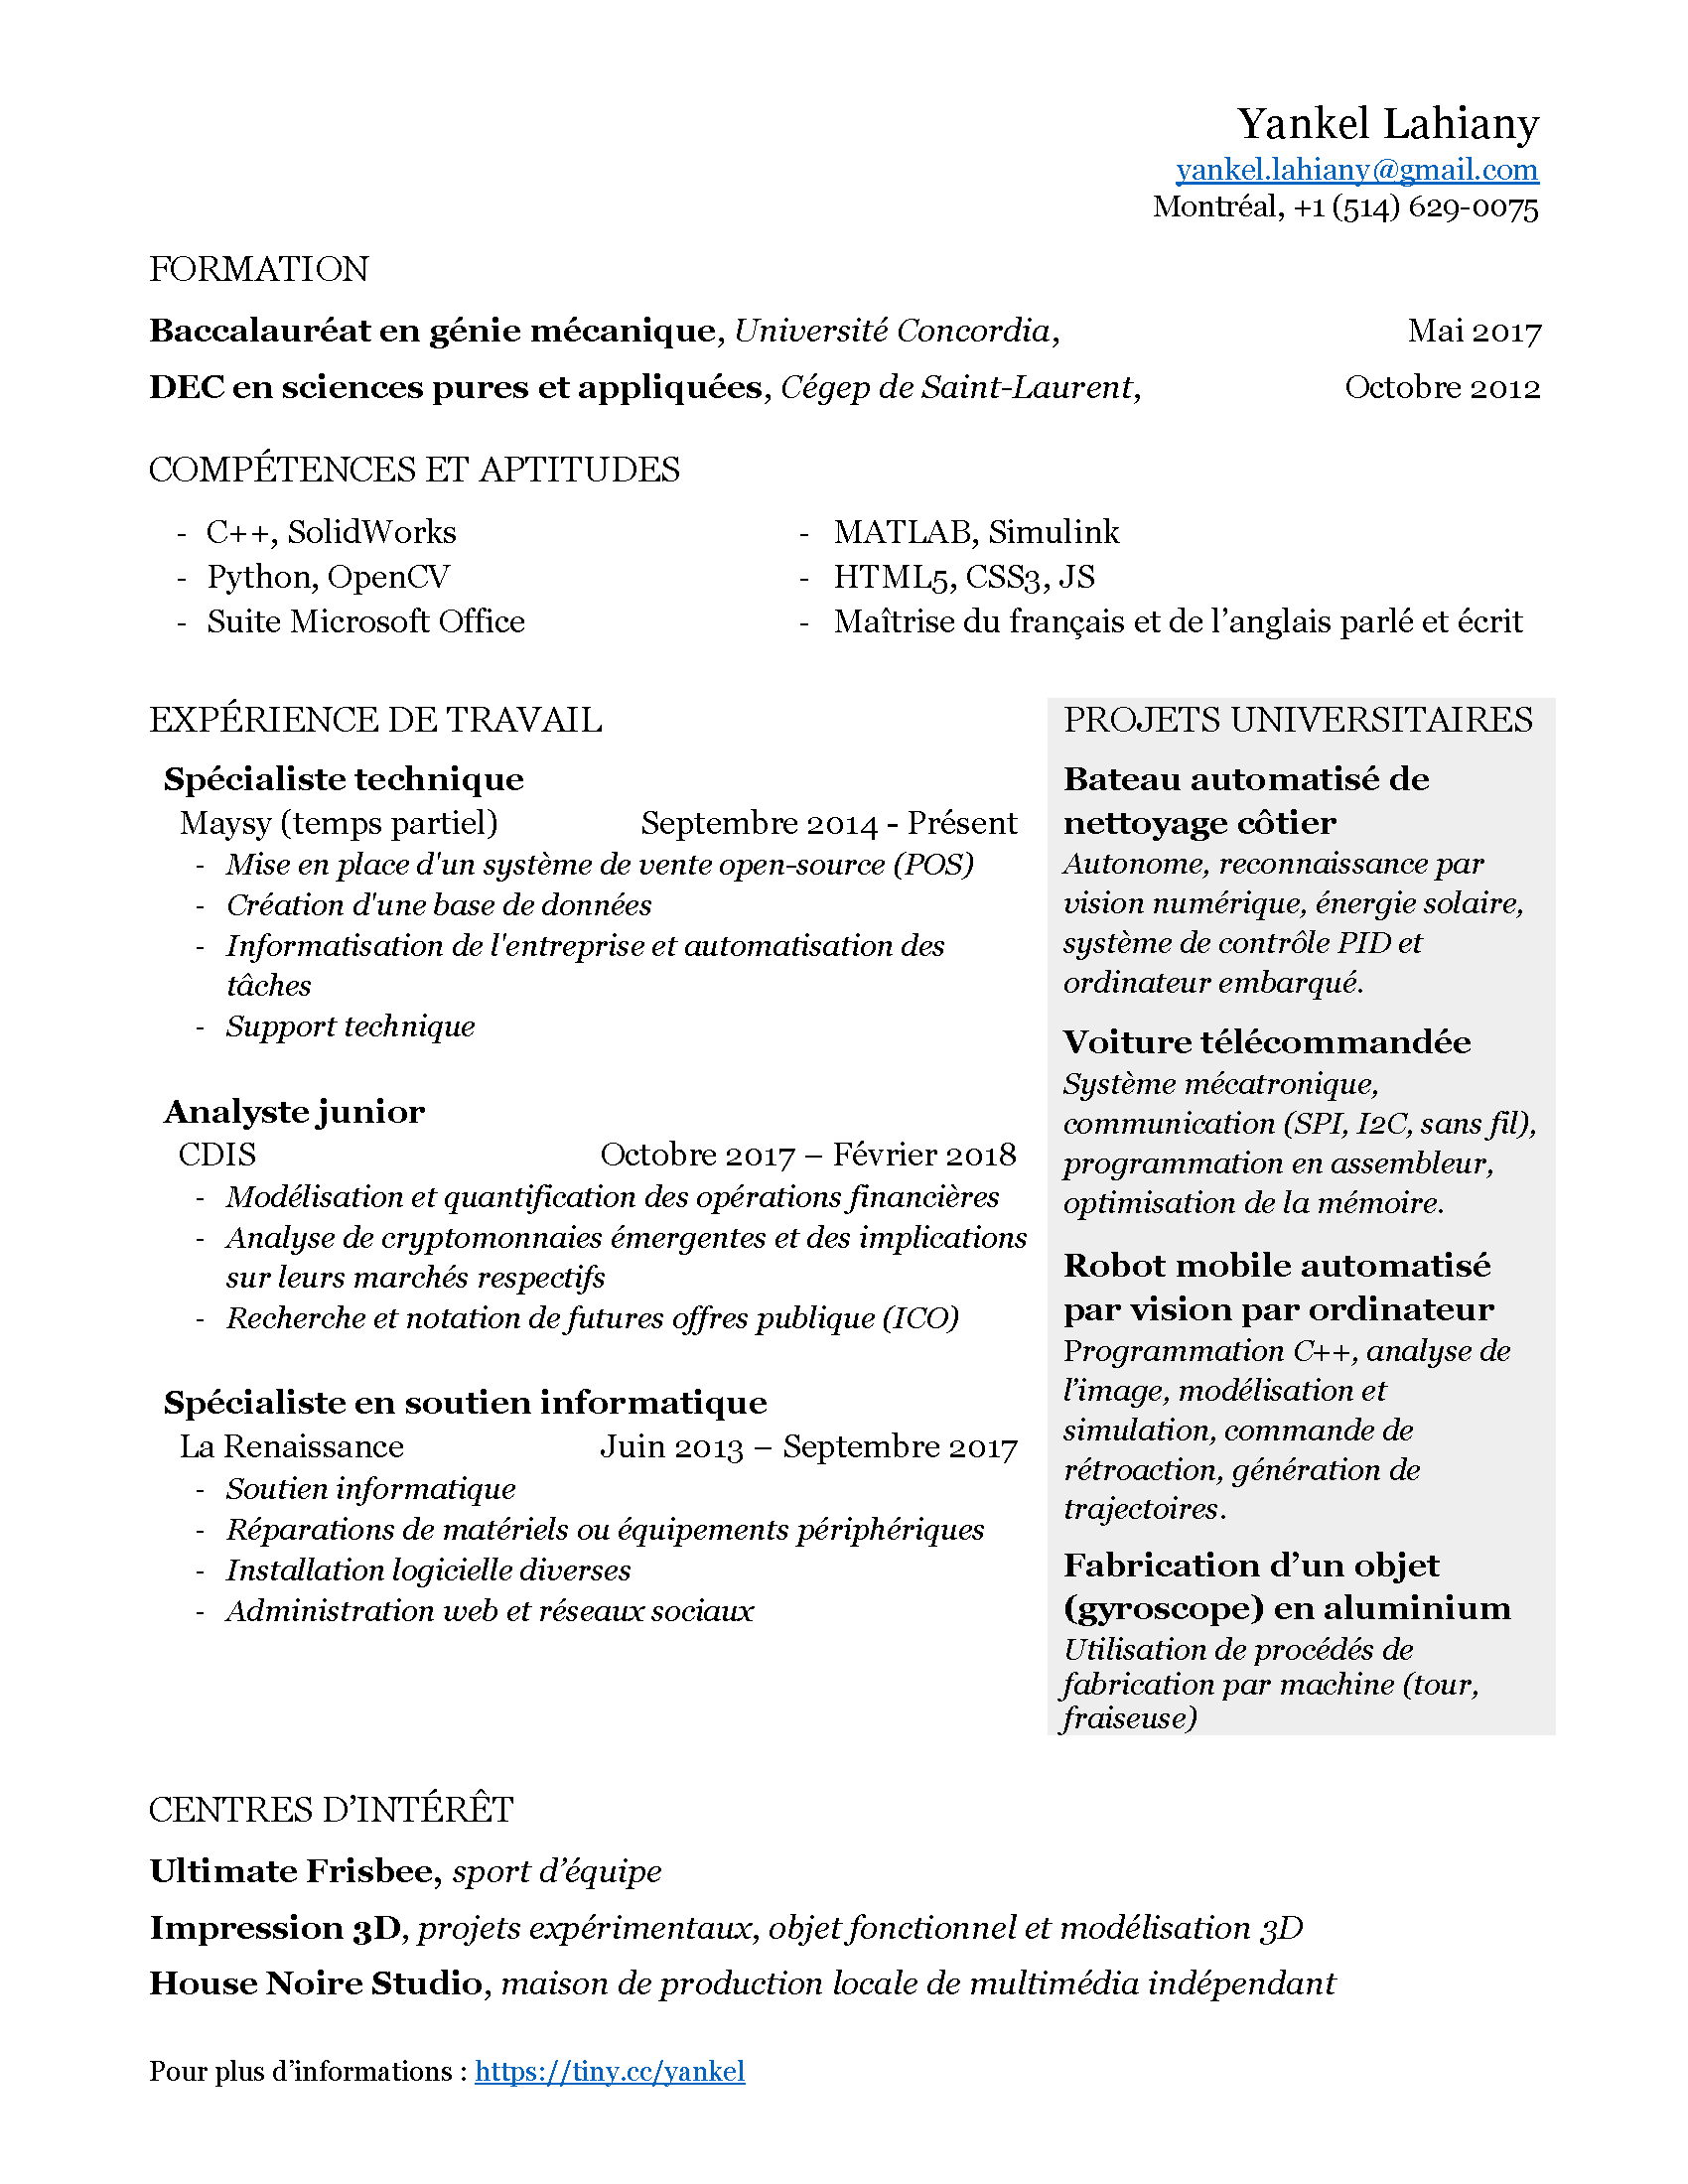 Yankel Lahiany
yankel.lahiany@gmail.com
Montréal, +1 (514) 629-0075
FORMATION
Baccalauréat en génie mécanique, Université Concordia, Mai 2017
DEC en sciences pures et appliquées, Cégep de Saint-Laurent, Octobre 2012
COMPÉTENCES ET APTITUDES
- C++, SolidWorks
- Python, OpenCV
- Suite Microsoft Office
- MATLAB, Simulink
- HTML5, CSS3, JS
- Maîtrise du français et de l’anglais parlé et écrit
EXPÉRIENCE DE TRAVAIL
Spécialiste technique
Maysy (temps partiel) Septembre 2014 - Présent
- Mise en place d'un système de vente open-source (POS)
- Création d'une base de données
- Informatisation de l'entreprise et automatisation des
tâches
- Support technique
Analyste junior
CDIS Octobre 2017 – Février 2018
- Modélisation et quantification des opérations financières
- Analyse de cryptomonnaies émergentes et des implications
sur leurs marchés respectifs
- Recherche et notation de futures offres publique (ICO)
Spécialiste en soutien informatique
La Renaissance Juin 2013 – Septembre 2017
- Soutien informatique
- Réparations de matériels ou équipements périphériques
- Installation logicielle diverses
- Administration web et réseaux sociaux
PROJETS UNIVERSITAIRES
Bateau automatisé de
nettoyage côtier
Autonome, reconnaissance par
vision numérique, énergie solaire,
système de contrôle PID et
ordinateur embarqué.
Voiture télécommandée
Système mécatronique,
communication (SPI, I2C, sans fil),
programmation en assembleur,
optimisation de la mémoire.
Robot mobile automatisé
par vision par ordinateur
Programmation C++, analyse de
l’image, modélisation et
simulation, commande de
rétroaction, génération de
trajectoires.
Fabrication d’un objet
(gyroscope) en aluminium
Utilisation de procédés de
fabrication par machine (tour,
fraiseuse)
CENTRES D’INTÉRÊT
Ultimate Frisbee, sport d’équipe
Impression 3D, projets expérimentaux, objet fonctionnel et modélisation 3D
House Noire Studio, maison de production locale de multimédia indépendant
Pour plus d’informations : https://tiny.cc/yankel